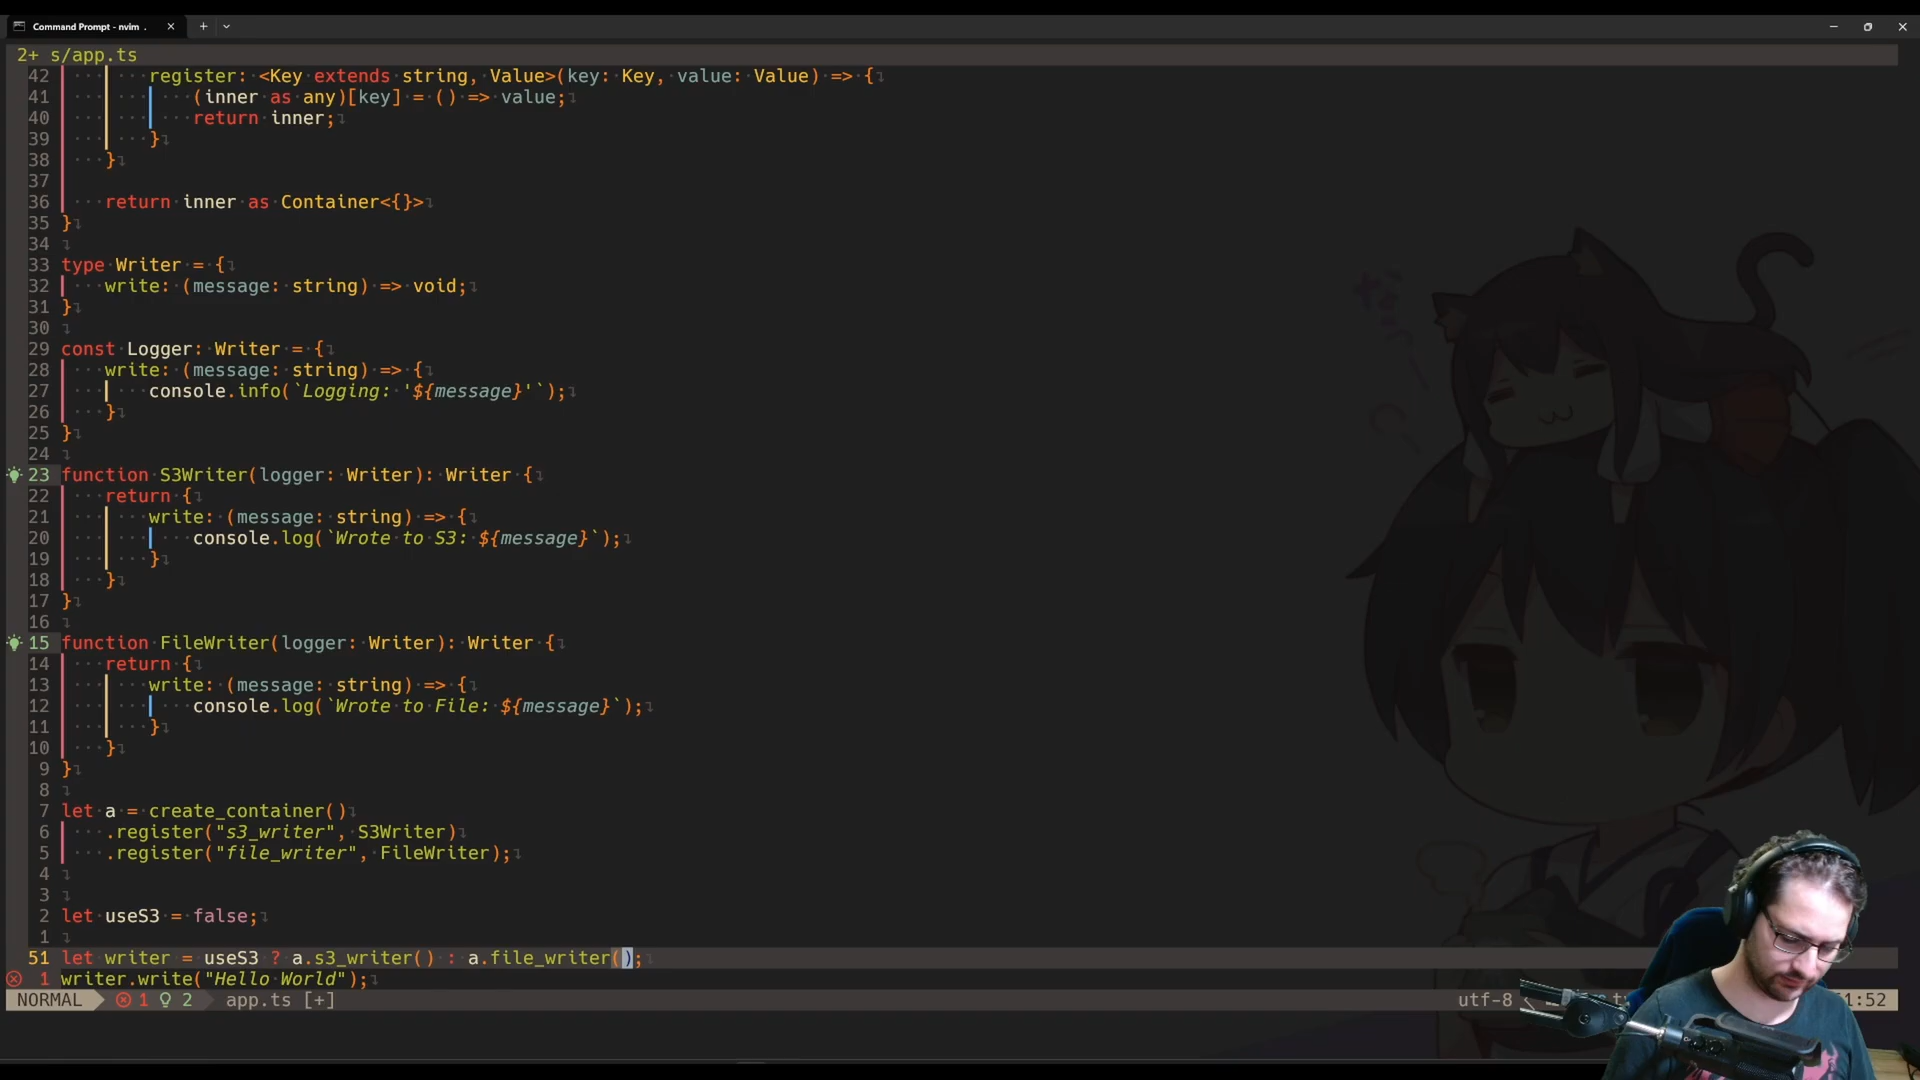 Command Prompt - nvim .
2+ s/app.ts
42 register: <Key extends string, Value>(key: Key, value: Value) => {
41 (inner as any)[key] = () => value;
40 return inner;
39 }
38 }
37
36 return inner as Container<{}>
35 }
34
33 type Writer = {
32 write: (message: string) => void;
31 }
30
29 const Logger: Writer = {
28 write: (message: string) => {
27 console.info(`Logging: '${message}'`);
26 }
25 }
24
23 function S3Writer(logger: Writer): Writer {
22 return {
21 write: (message: string) => {
20 console.log(`Wrote to S3: ${message}`);
19 }
18 }
17 }
16
15 function FileWriter(logger: Writer): Writer {
14 return {
13 write: (message: string) => {
12 console.log(`Wrote to File: ${message}`);
11 }
10 }
9 }
8
7 let a = create_container()
6 .register("s3_writer", S3Writer)
5 .register("file_writer", FileWriter);
4
3
2 let useS3 = false;
1
51 let writer = useS3 ? a.s3_writer() : a.file_writer();
1 writer.write("Hello World");
NORMAL 1 2 app.ts [+] utf-8 :52